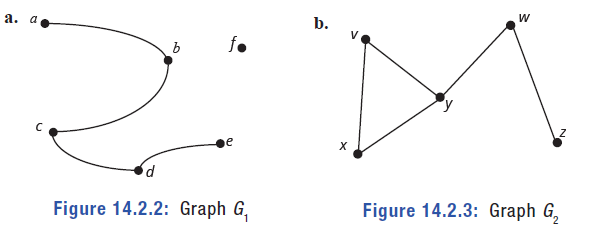 a.
a
b
f
c
d
e
Figure 14.2.2: Graph G₁
b.
v
w
y
x
z
Figure 14.2.3: Graph G₂